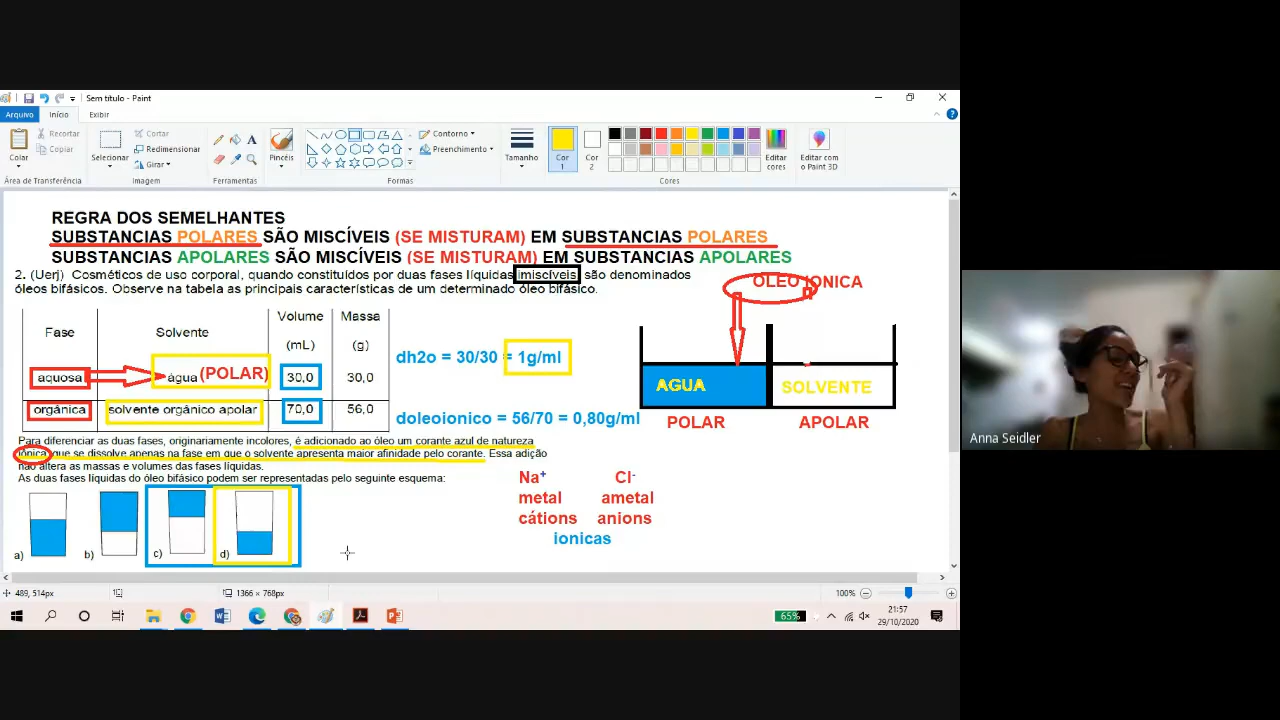 Sem título - Paint
Arquivo
Início
Exibir
Colar
Recortar
Copiar
Área de Transferência
Selecionar
Cortar
Redimensionar
Girar
Imagem
A
Ferramentas
Pincéis
Contorno
Preenchimento
Formas
Tamanho
Cor
1
Cor
2
Editar
cores
Cores
Editar com
o Paint 3D
REGRA DOS SEMELHANTES
SUBSTANCIAS POLARES SÃO MISCÍVEIS (SE MISTURAM) EM SUBSTANCIAS POLARES
SUBSTANCIAS APOLARES SÃO MISCÍVEIS (SE MISTURAM) EM SUBSTANCIAS APOLARES
2. (Uerj) Cosméticos de uso corporal, quando constituídos por duas fases líquidas imiscíveis, são denominados
óleos bifásicos. Observe na tabela as principais características de um determinado óleo bifásico.
Fase Solvente Volume (mL) Massa (g)
aquosa água (POLAR) 30,0 30,0
orgânica solvente orgânico apolar 70,0 56,0
dh2o = 30/30 = 1g/ml
doleoionico = 56/70 = 0,80g/ml
OLEO IONICA
AGUA SOLVENTE
POLAR APOLAR
Para diferenciar as duas fases, originariamente incolores, é adicionado ao óleo um corante azul de natureza
iônica, que se dissolve apenas na fase em que o solvente apresenta maior afinidade pelo corante. Essa adição
não altera as massas e volumes das fases líquidas.
As duas fases líquidas do óleo bifásico podem ser representadas pelo seguinte esquema:
Na+ Cl-
metal ametal
cátions anions
ionicas
a) b) c) d)
Anna Seidler
489, 514px
1366 × 768px
100%
65%
21:57
29/10/2020